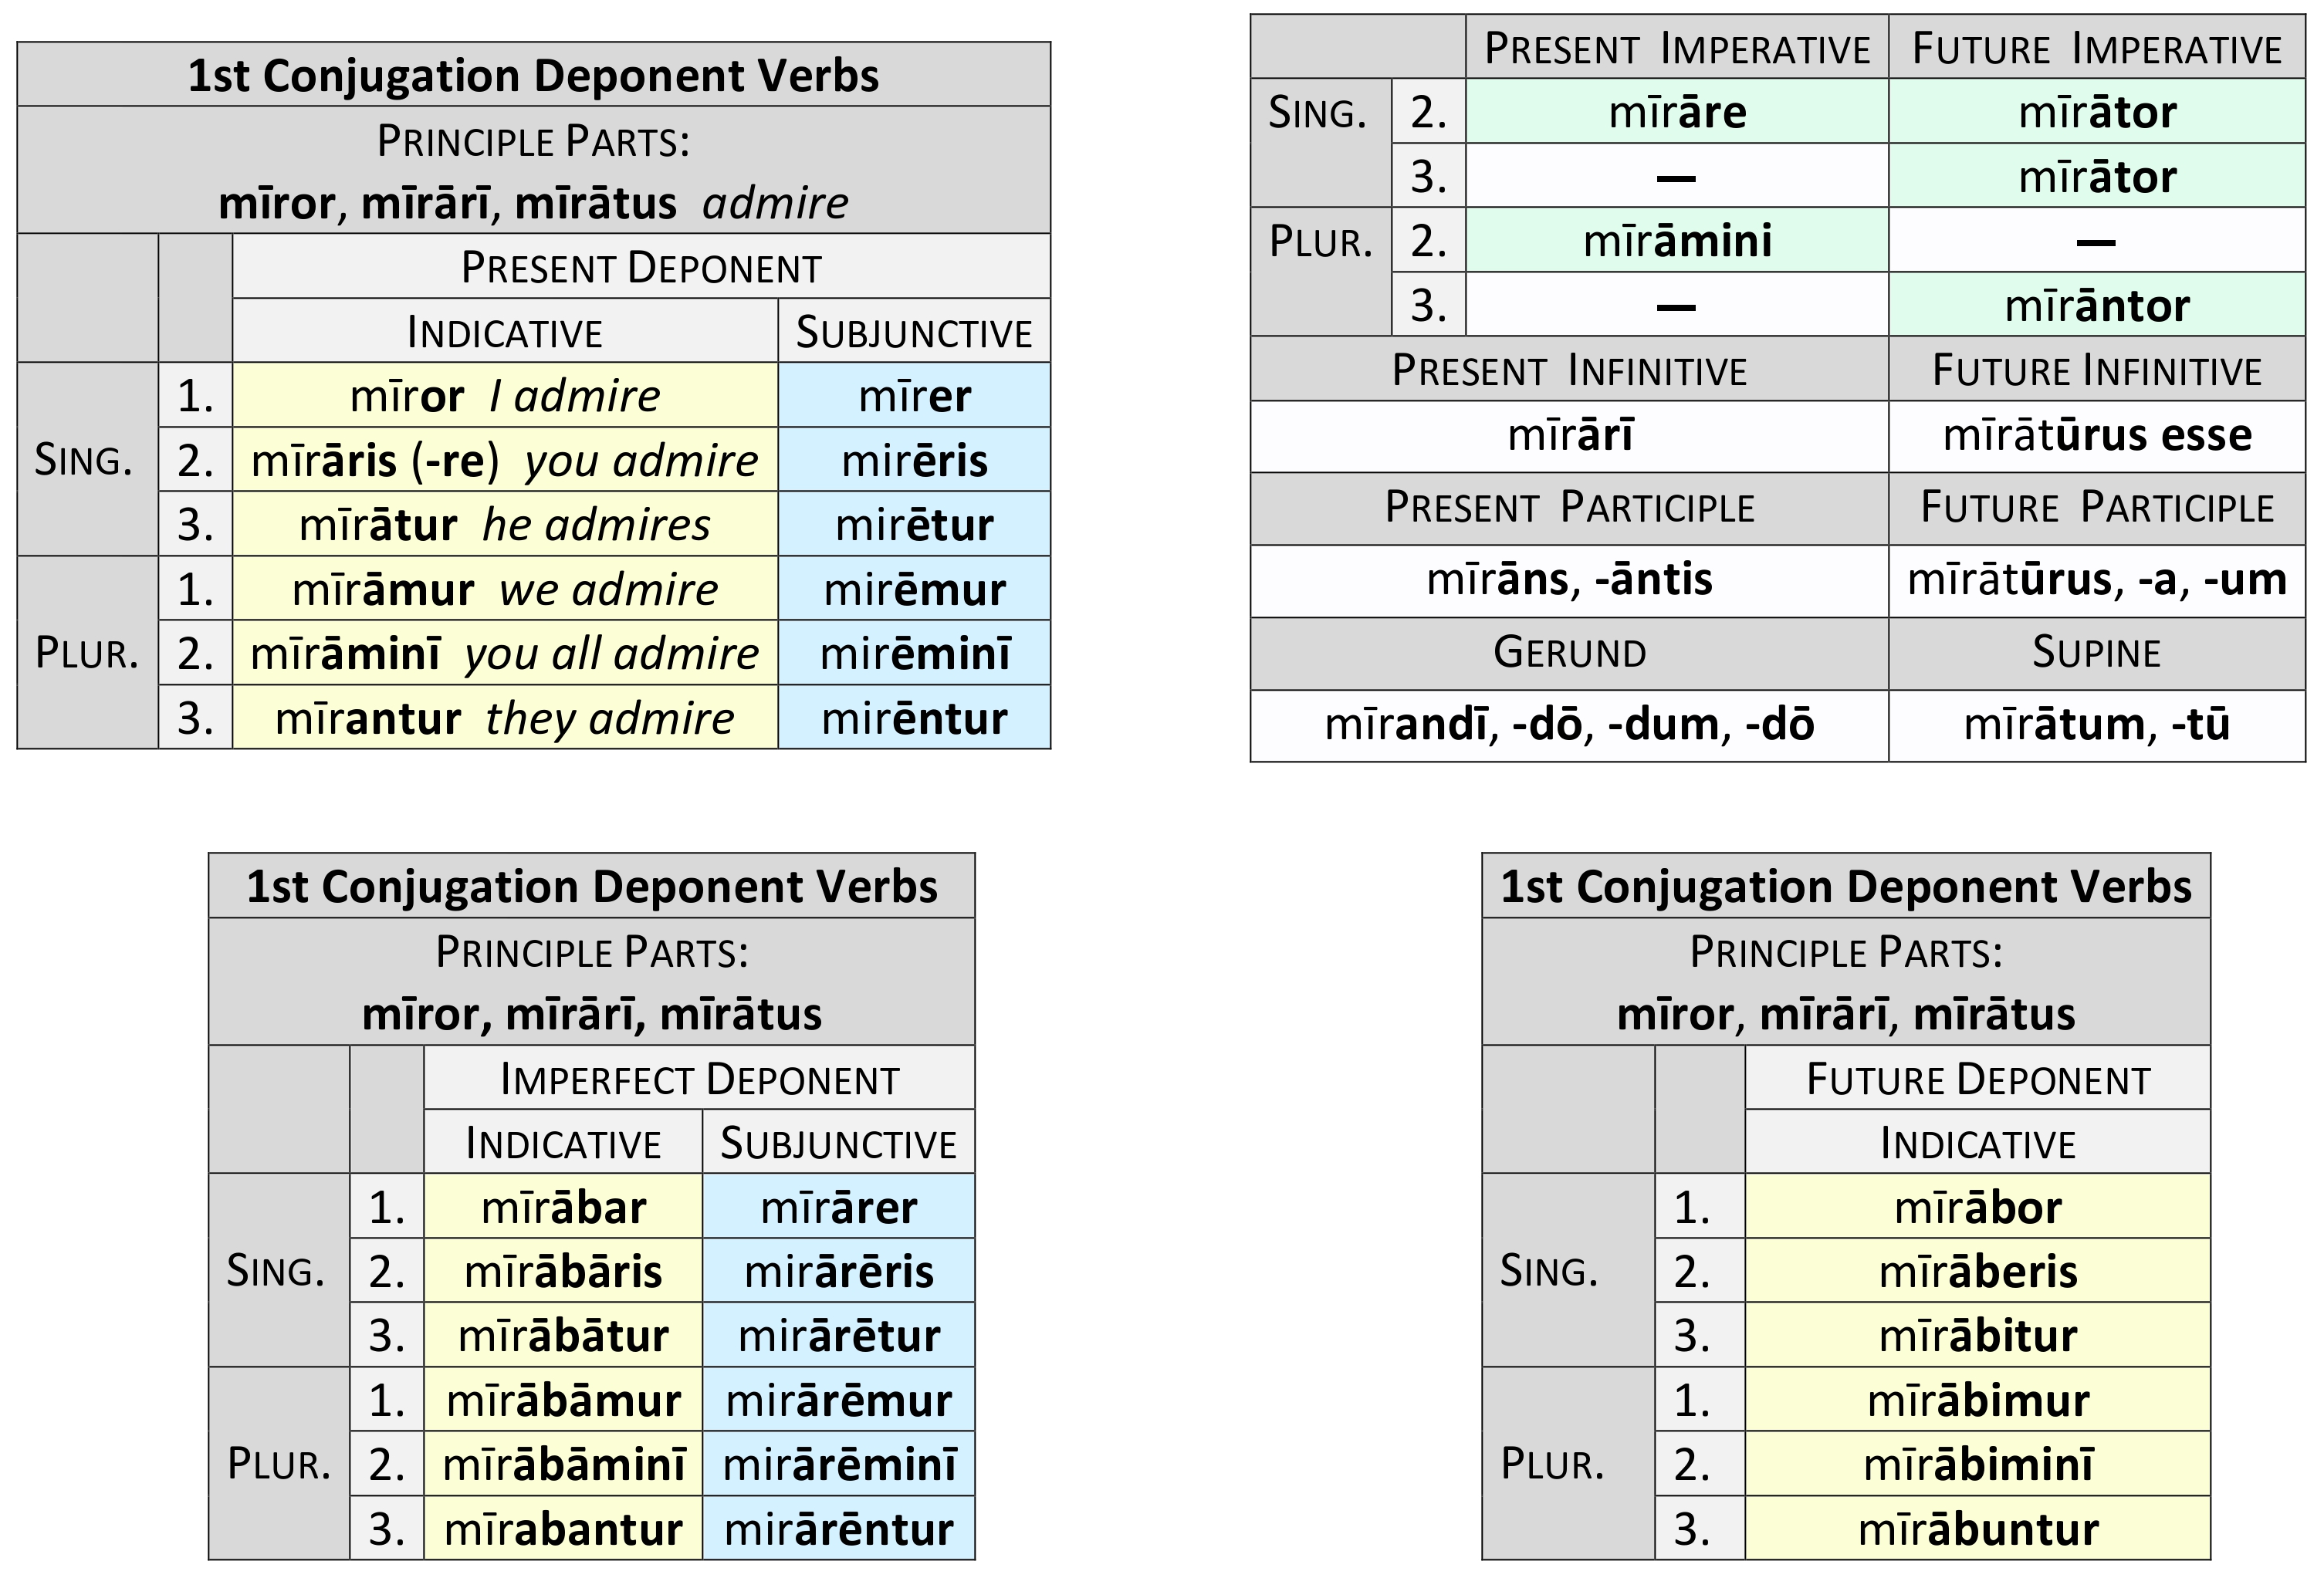 1st Conjugation Deponent Verbs
PRINCIPLE PARTS:
mīror, mīrārī, mīrātus admire
PRESENT DEPONENT
INDICATIVE SUBJUNCTIVE
SING. 1. mīror I admire mīrer
2. mīrāris (-re) you admire mirēris
3. mīrātur he admires mirētur
PLUR. 1. mīrāmur we admire mirēmur
2. mīrāminī you all admire mirēminī
3. mīrantur they admire mirēntur
PRESENT IMPERATIVE FUTURE IMPERATIVE
SING. 2. mīrāre mīrātor
3. — mīrātor
PLUR. 2. mīrāmini —
3. — mīrāntor
PRESENT INFINITIVE FUTURE INFINITIVE
mīrārī mīrātūrus esse
PRESENT PARTICIPLE FUTURE PARTICIPLE
mīrāns, -āntis mīrātūrus, -a, -um
GERUND SUPINE
mīrandī, -dō, -dum, -dō mīrātum, -tū
1st Conjugation Deponent Verbs
PRINCIPLE PARTS:
mīror, mīrārī, mīrātus
IMPERFECT DEPONENT
INDICATIVE SUBJUNCTIVE
SING. 1. mīrābar mīrārer
2. mīrābāris mirārēris
3. mīrābātur mirārētur
PLUR. 1. mīrābāmur mirārēmur
2. mīrābāminī mirārēminī
3. mīrabantur mirārēntur
1st Conjugation Deponent Verbs
PRINCIPLE PARTS:
mīror, mīrārī, mīrātus
FUTURE DEPONENT
INDICATIVE
SING. 1. mīrābor
2. mīrāberis
3. mīrābitur
PLUR. 1. mīrābimur
2. mīrābiminī
3. mīrābuntur